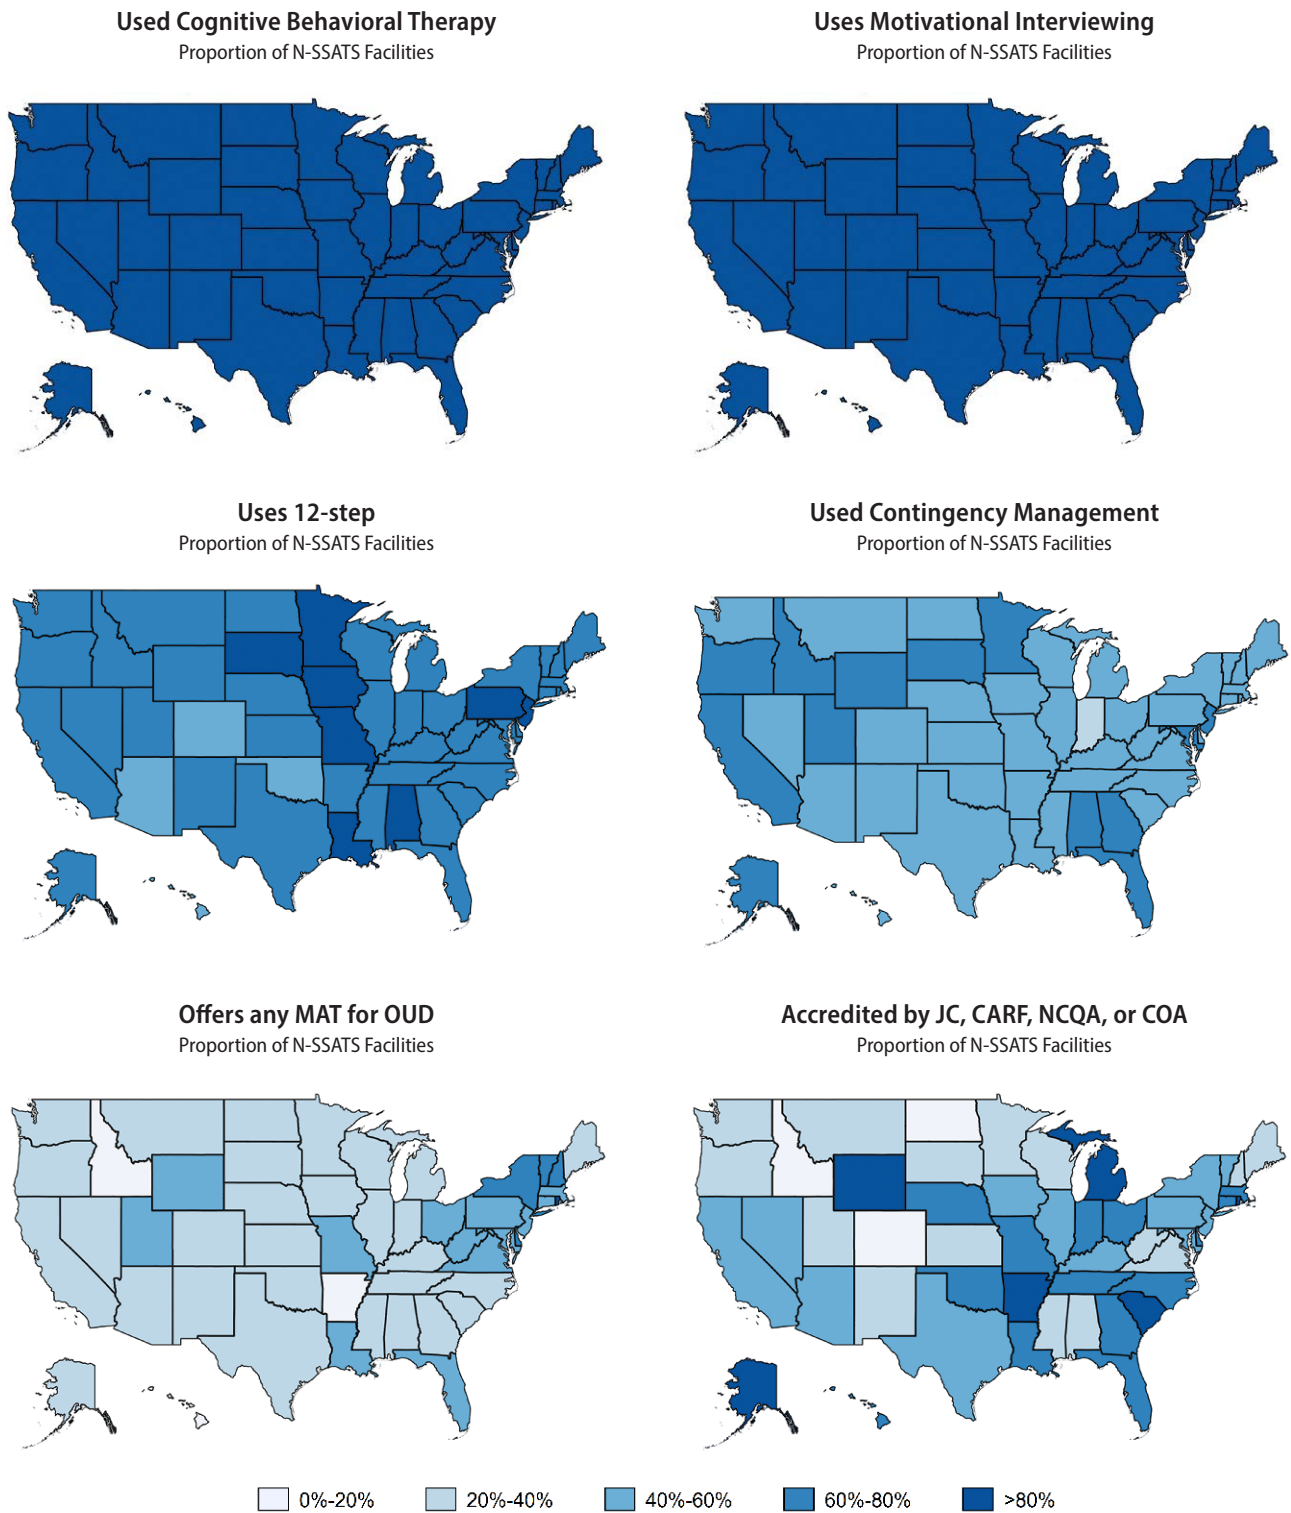 Used Cognitive Behavioral Therapy
Proportion of N-SSATS Facilities
Uses Motivational Interviewing
Proportion of N-SSATS Facilities
Uses 12-step
Proportion of N-SSATS Facilities
Used Contingency Management
Proportion of N-SSATS Facilities
Offers any MAT for OUD
Proportion of N-SSATS Facilities
Accredited by JC, CARF, NCQA, or COA
Proportion of N-SSATS Facilities
0%-20%
20%-40%
40%-60%
60%-80%
>80%